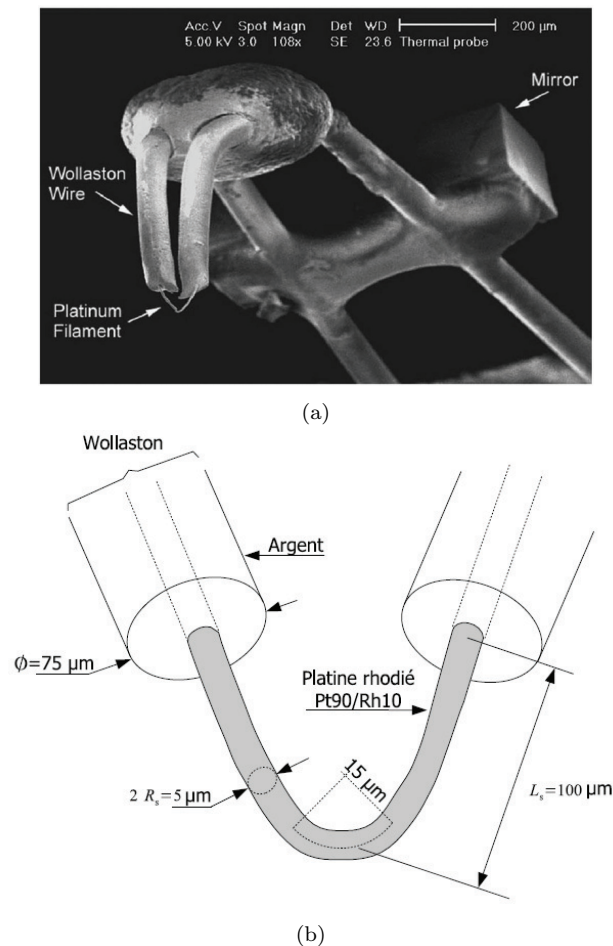 Acc.V Spot Magn Det WD 200 µm
5.00 kV 3.0 108x SE 23.6 Thermal probe
Mirror
Wollaston
Wire
Platinum
Filament
(a)
Wollaston
Argent
ϕ=75 µm
Platine rhodié
Pt90/Rh10
15 µm
2 Rs=5 µm
Ls=100 µm
(b)